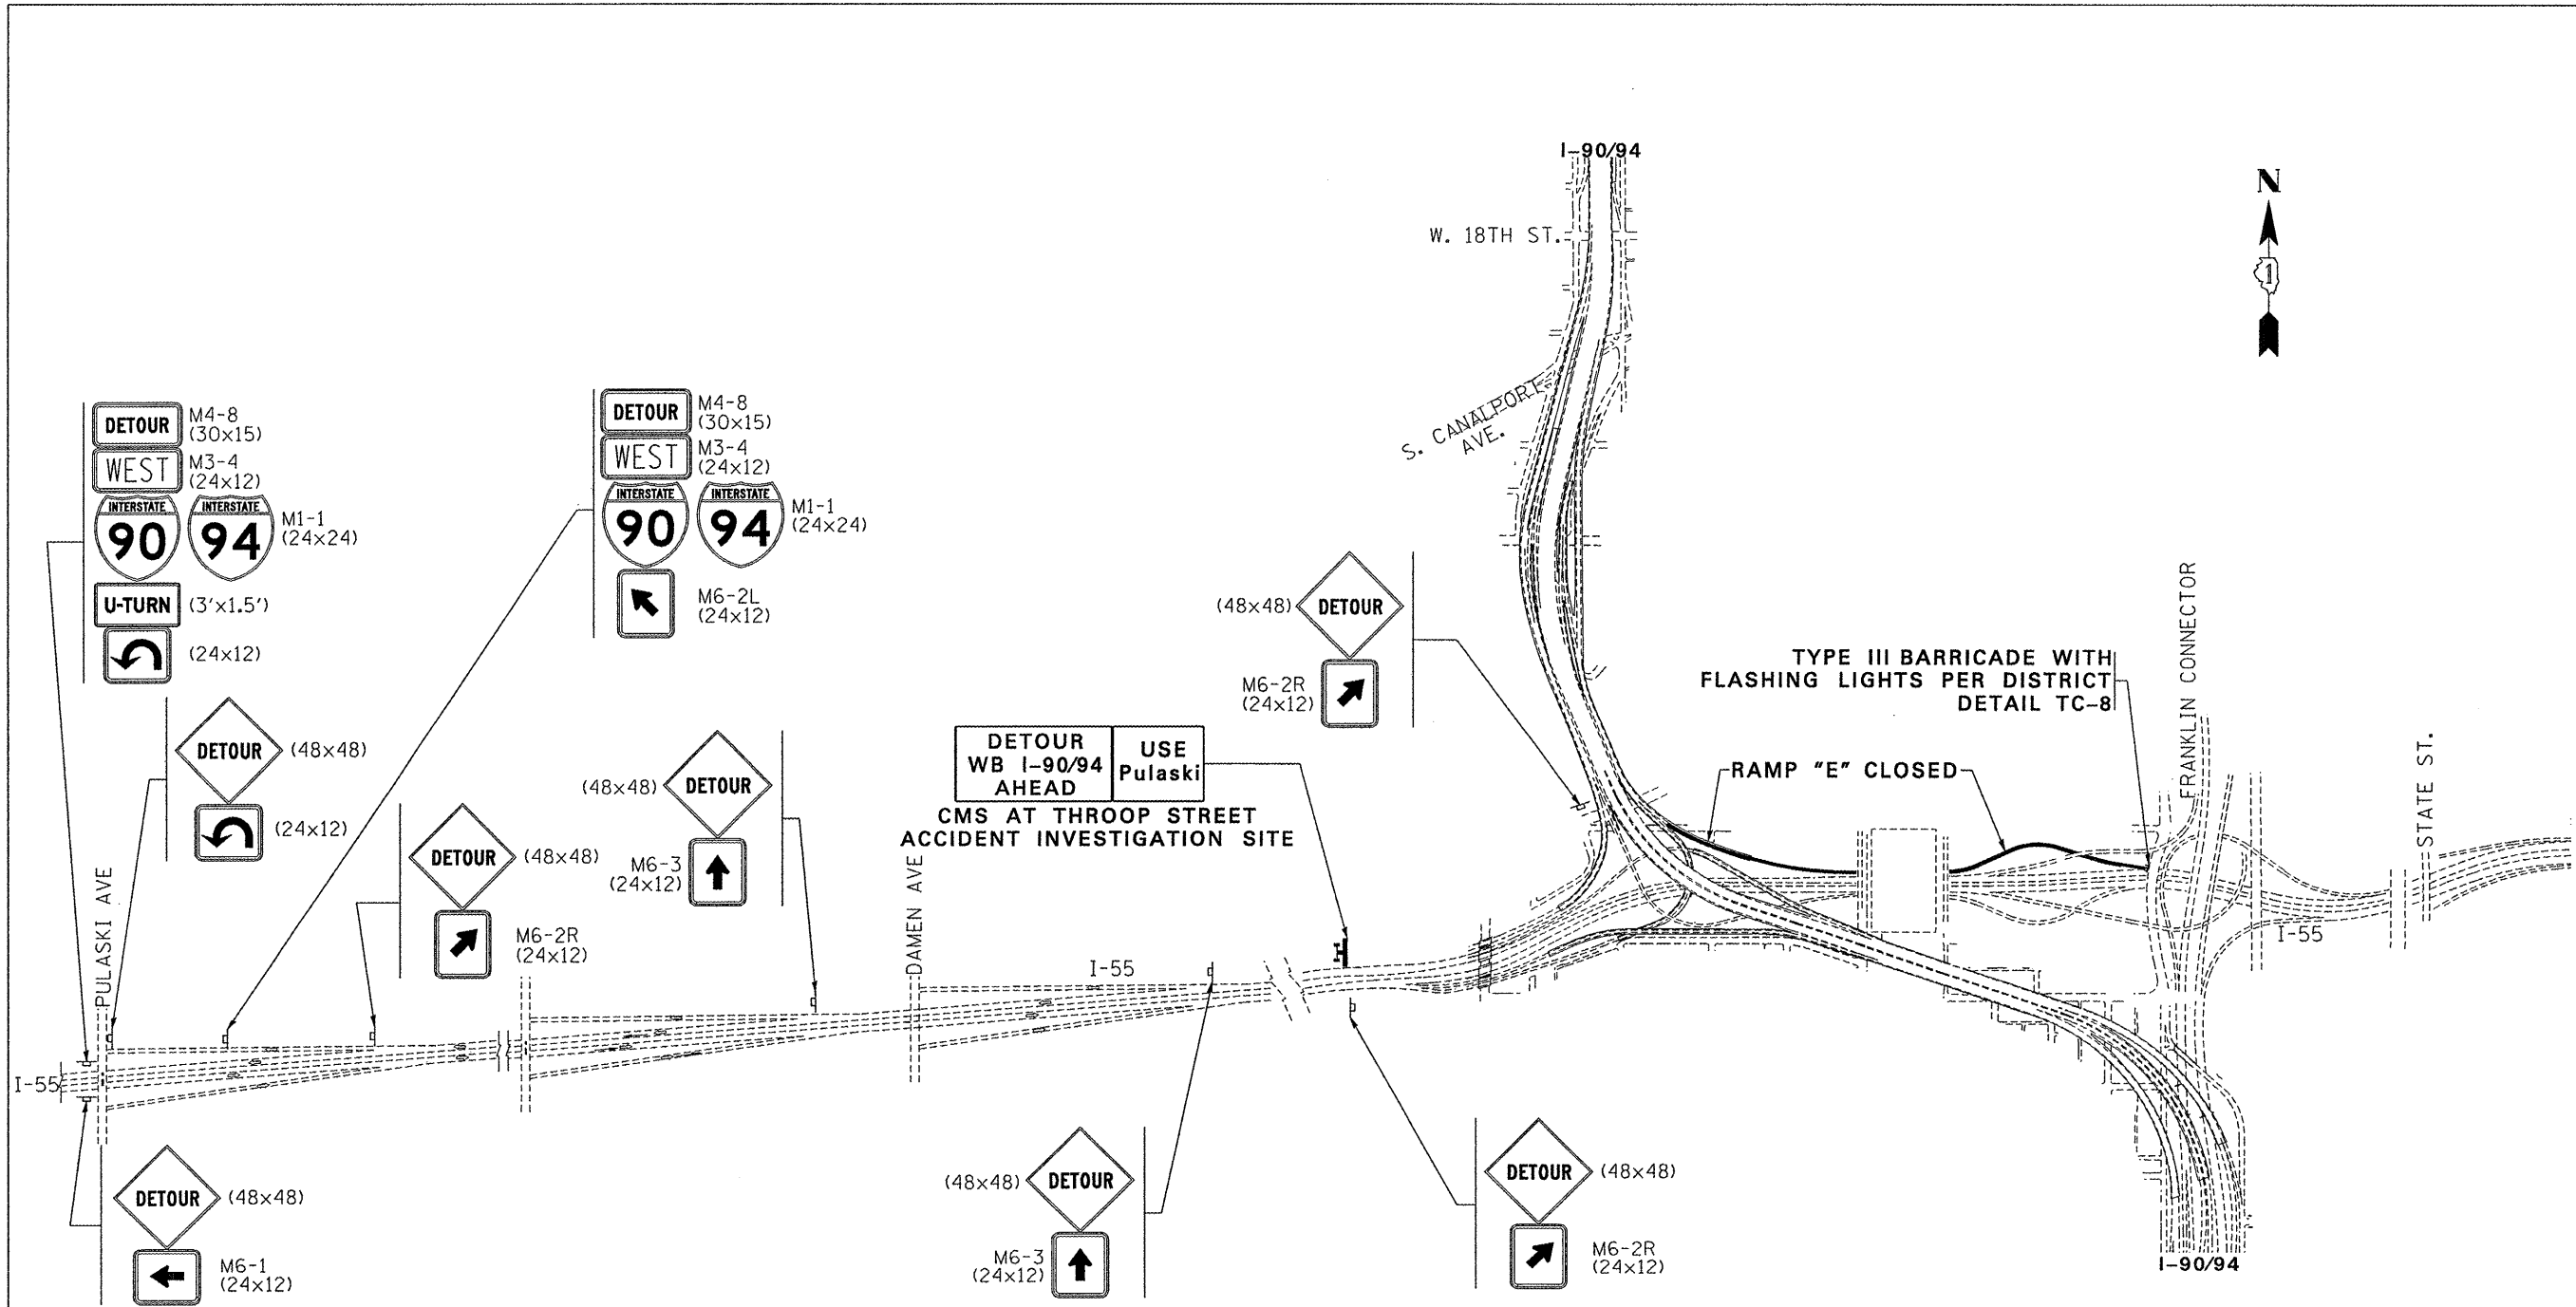 I-90/94
N
1
W. 18TH ST.
S. CANALPORT
AVE.
DETOUR
M4-8
(30x15)
WEST
M3-4
(24x12)
INTERSTATE
90
INTERSTATE
94
M1-1
(24x24)
U-TURN
(3'x1.5')
(24x12)
DETOUR
M4-8
(30x15)
WEST
M3-4
(24x12)
INTERSTATE
90
INTERSTATE
94
M1-1
(24x24)
M6-2L
(24x12)
(48x48)
DETOUR
M6-2R
(24x12)
TYPE III BARRICADE WITH
FLASHING LIGHTS PER DISTRICT
DETAIL TC-8
FRANKLIN CONNECTOR
STATE ST.
RAMP "E" CLOSED
DETOUR
(48x48)
(24x12)
DETOUR
(48x48)
M6-2R
(24x12)
(48x48)
DETOUR
M6-3
(24x12)
DETOUR
WB I-90/94
AHEAD
USE
Pulaski
CMS AT THROOP STREET
ACCIDENT INVESTIGATION SITE
PULASKI AVE
DAMEN AVE
I-55
I-55
I-55
DETOUR
(48x48)
M6-1
(24x12)
(48x48)
DETOUR
M6-3
(24x12)
DETOUR
(48x48)
M6-2R
(24x12)
I-90/94